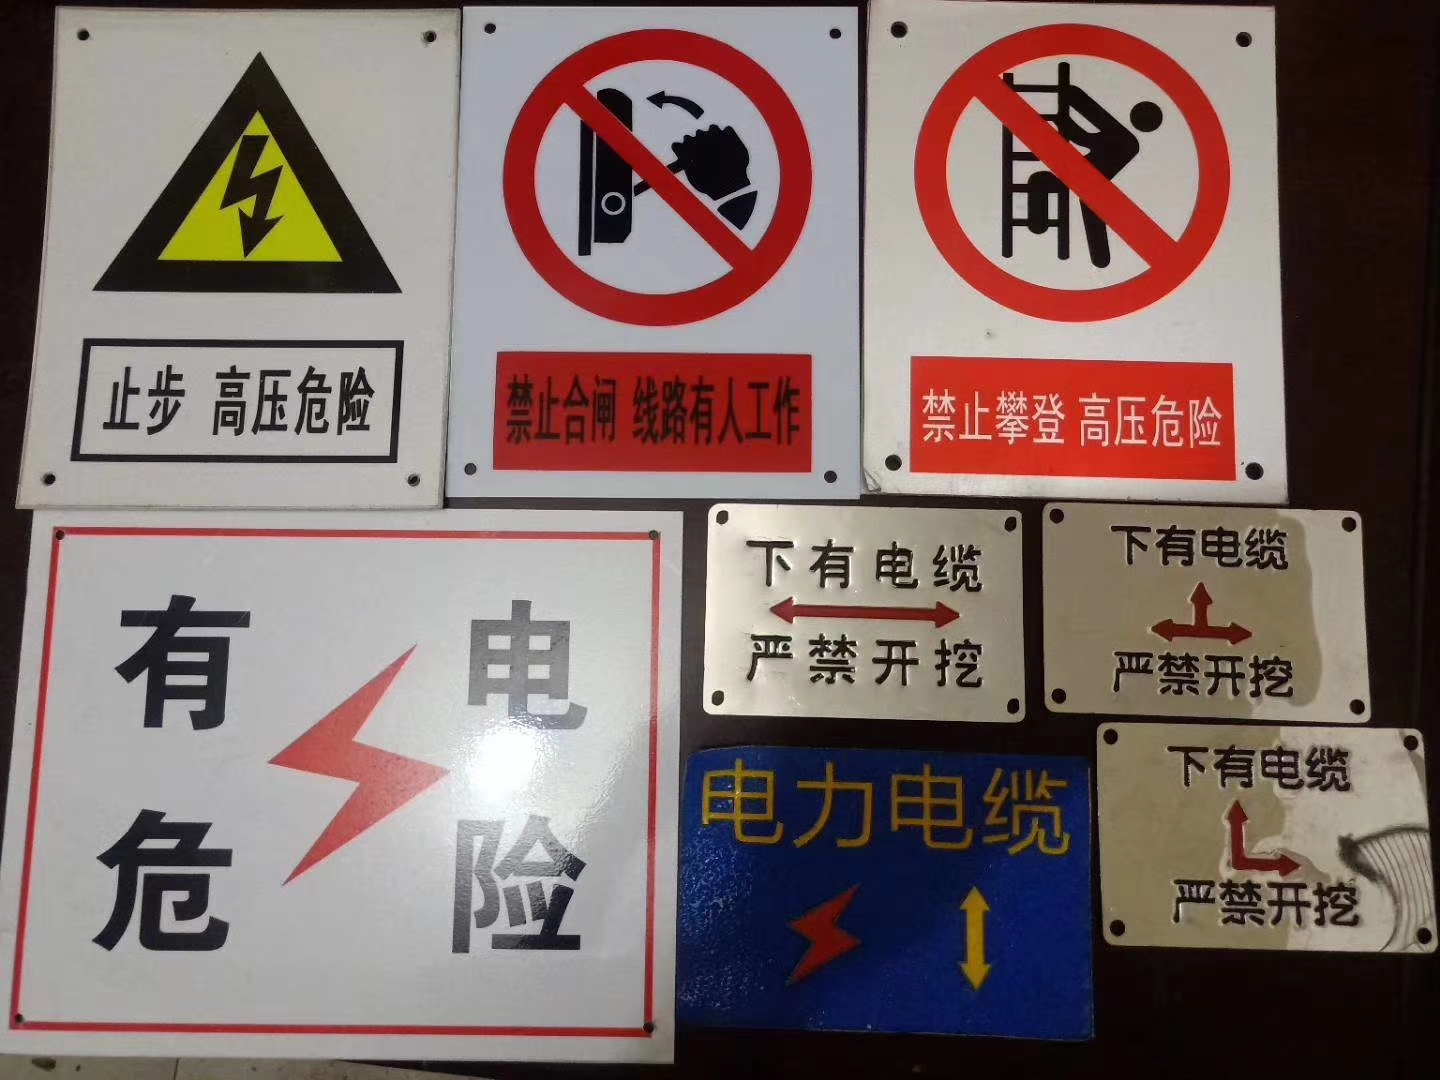 止步 高压危险
禁止合闸 线路有人工作
禁止攀登 高压危险
有电
危险
下有电缆
严禁开挖
下有电缆
严禁开挖
电力电缆
下有电缆
严禁开挖